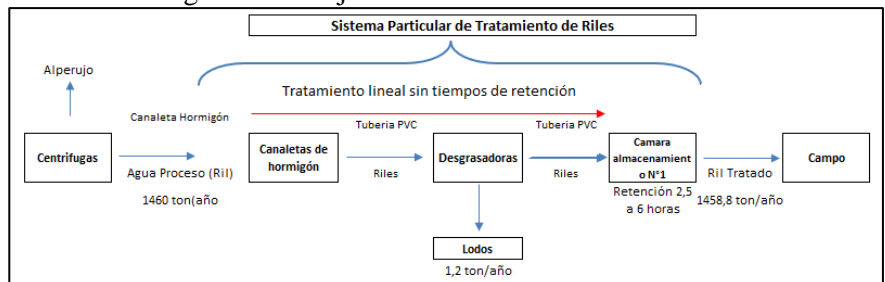 Sistema Particular de Tratamiento de Riles
Alperujo
Tratamiento lineal sin tiempos de retención
Canaleta Hormigón
Tuberia PVC
Tuberia PVC
Centrifugas
Agua Proceso (Ril)
1460 ton(año
Canaletas de
hormigón
Riles
Desgrasadoras
Riles
Camara
almacenamient
o N°1
Retención 2,5
a 6 horas
Ril Tratado
1458,8 ton/año
Campo
Lodos
1,2 ton/año